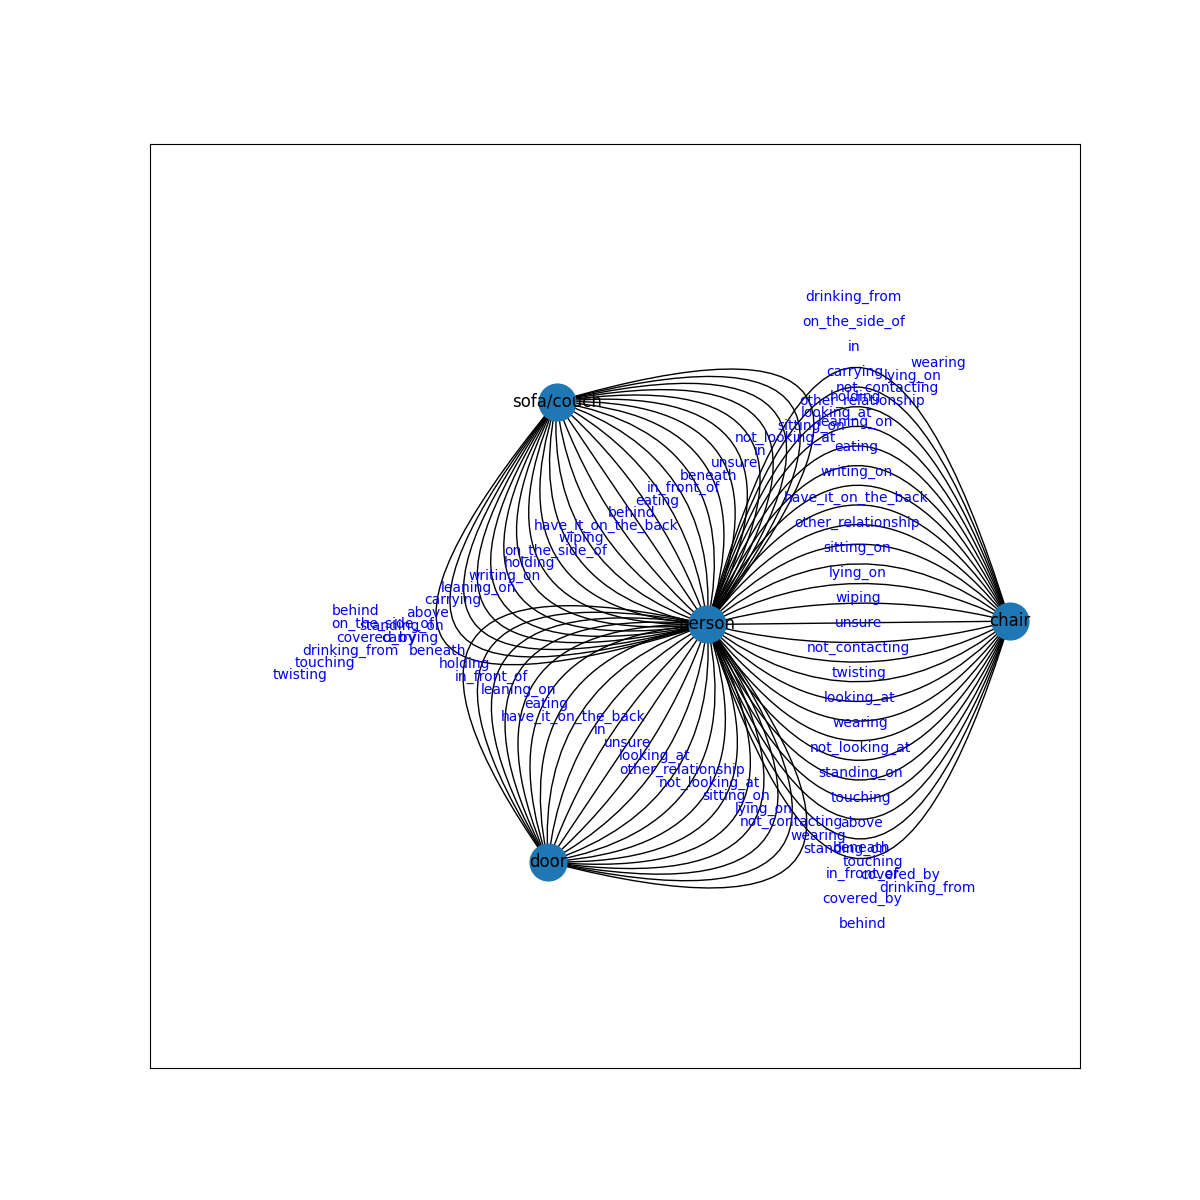 drinking_from
on_the_side_of
in
wearing
carrying
lying_on
not_contacting
holding
other_relationship
sofa/couch
looking_at
leaning_on
sitting_on
not_looking_at
eating
in
unsure
writing_on
beneath
in_front_of
have_it_on_the_back
eating
behind
other_relationship
have_it_on_the_back
wiping
sitting_on
on_the_side_of
holding
lying_on
writing_on
leaning_on
wiping
carrying
behind
above
on_the_side_of
standing_on
person
unsure
chair
covered_by
carrying
drinking_from
beneath
not_contacting
touching
holding
twisting
in_front_of
twisting
leaning_on
looking_at
eating
have_it_on_the_back
wearing
in
unsure
not_looking_at
looking_at
other_relationship
standing_on
not_looking_at
sitting_on
touching
lying_on
not_contacting
above
wearing
standing_on
beneath
door
touching
in_front_of
covered_by
drinking_from
covered_by
behind